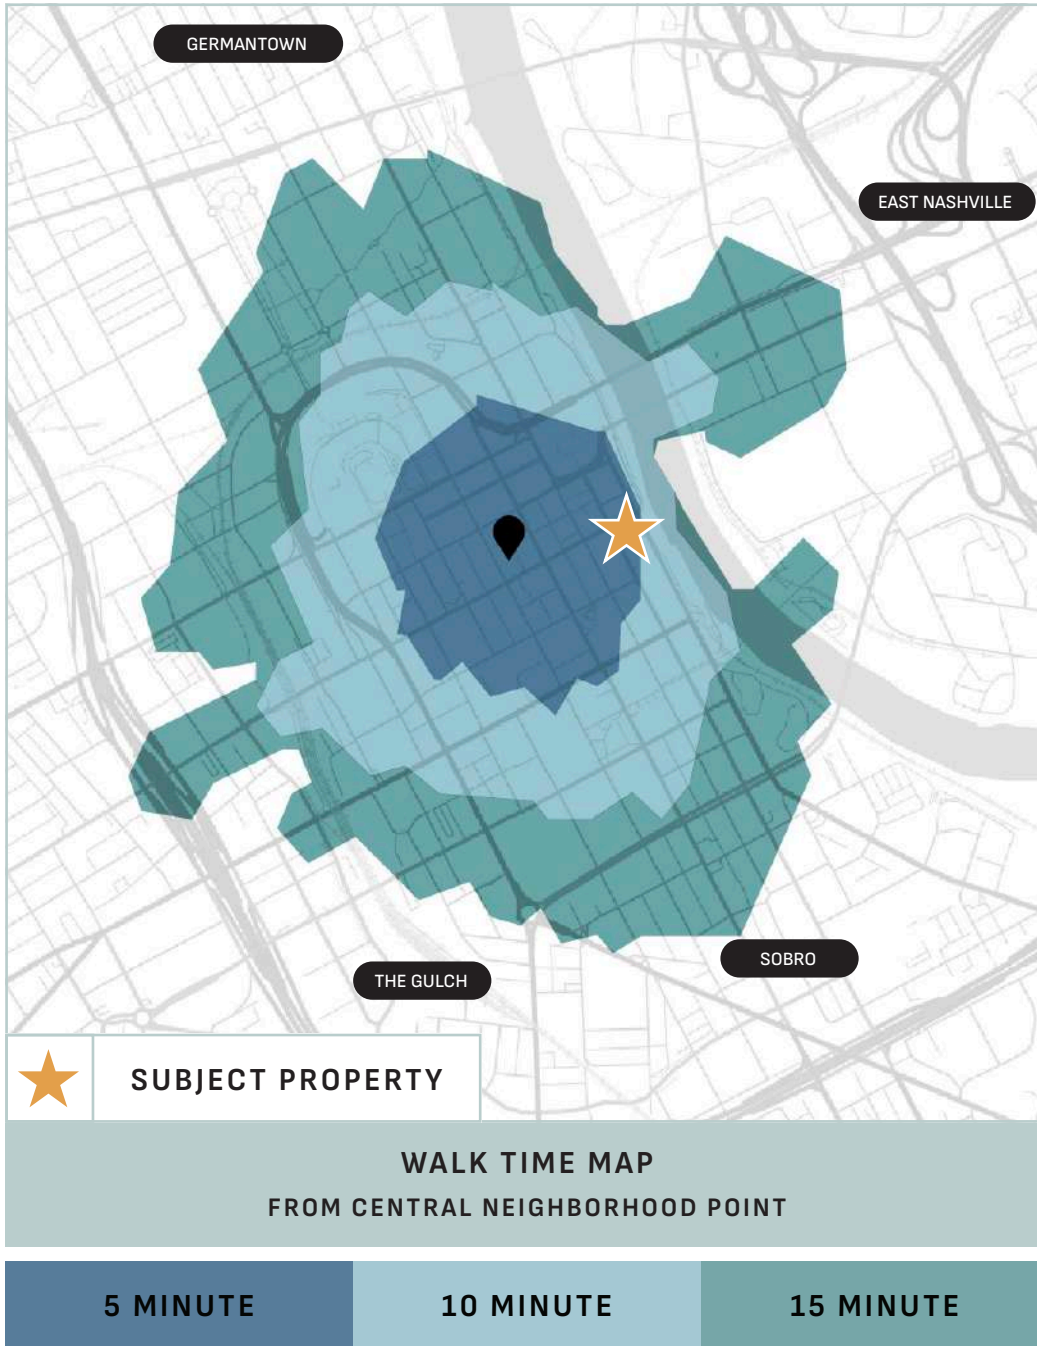 GERMANTOWN
EAST NASHVILLE
SOBRO
THE GULCH
SUBJECT PROPERTY
WALK TIME MAP
FROM CENTRAL NEIGHBORHOOD POINT
5 MINUTE
10 MINUTE
15 MINUTE